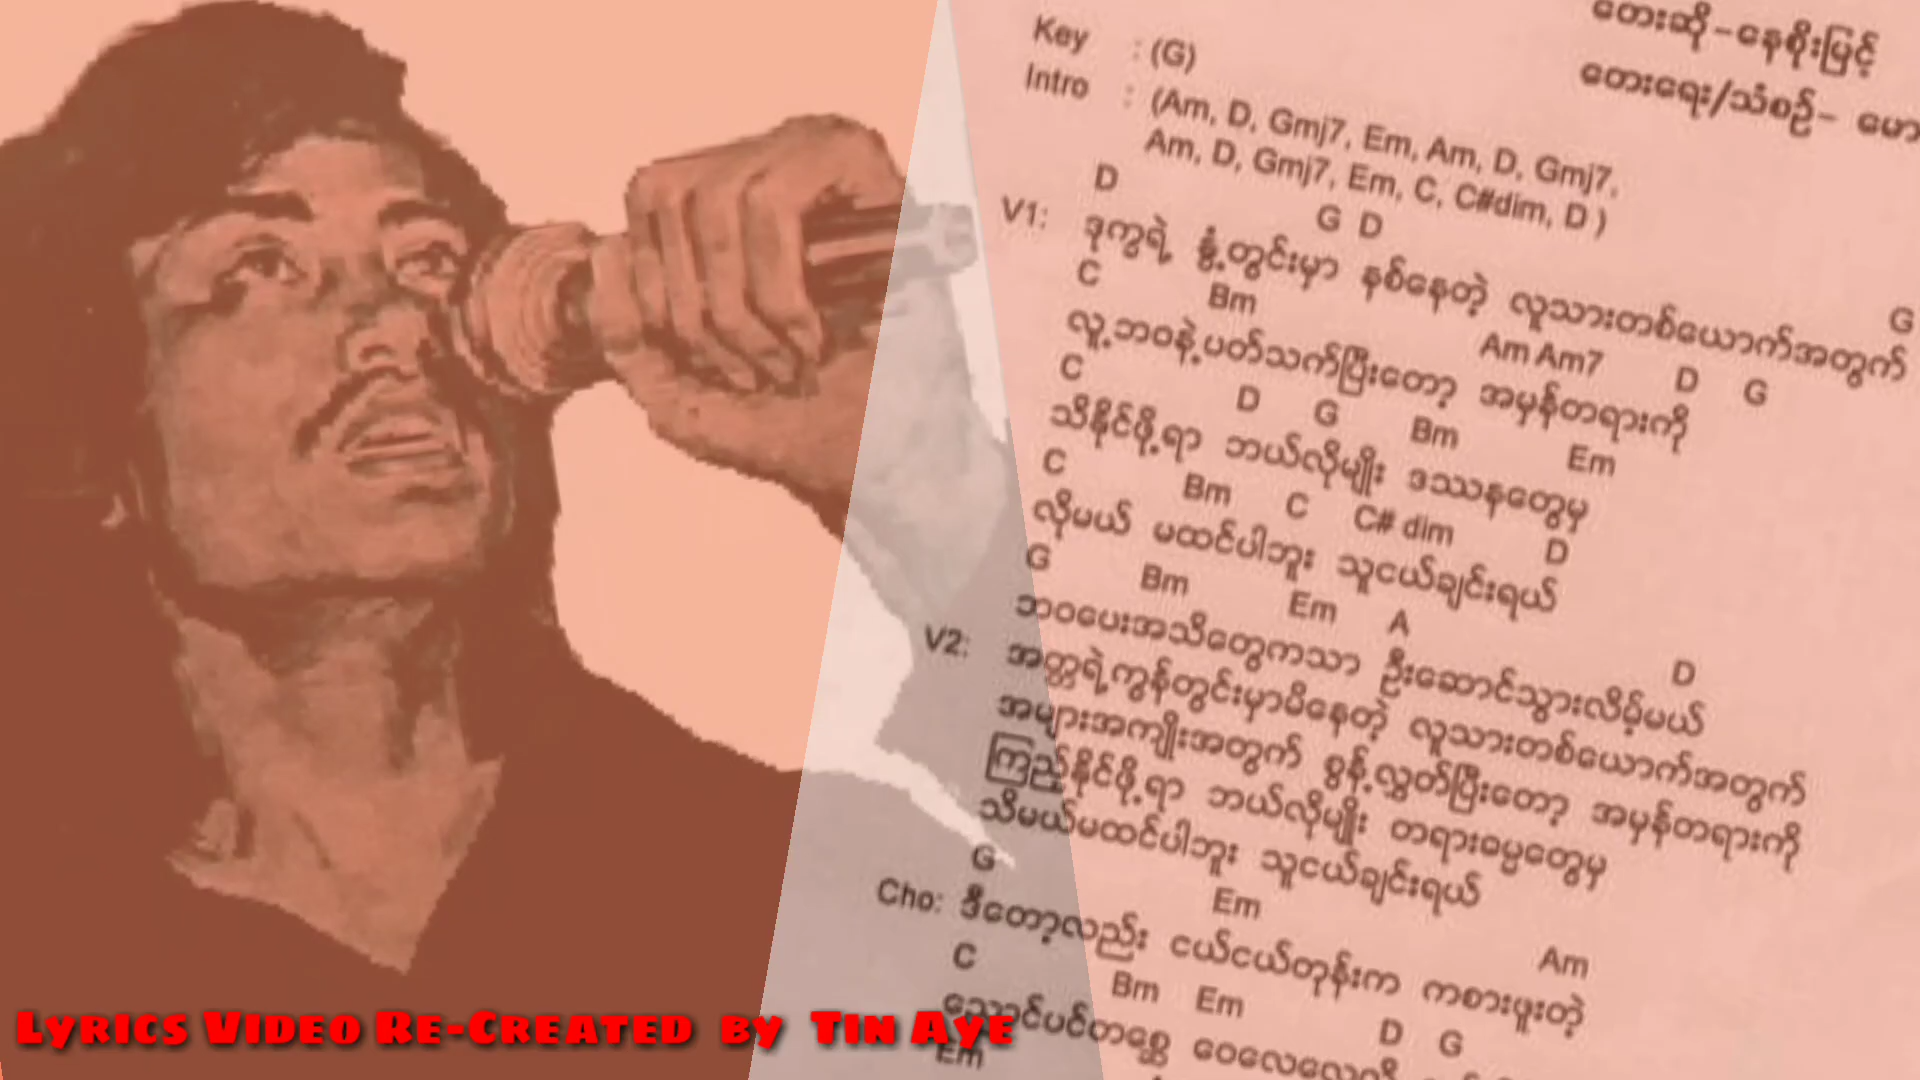 တေးဆို-နေစိုးမြင့်
တေးရေး/သံစဉ်-
Key : (G)
Intro : (Am, D, Gmj7, Em, Am, D, Gmj7,
Am, D, Gmj7, Em, C, C#dim, D )
D G D G
V1: ဒုက္ခရဲ့ နွံ့တွင်းမှာ နစ်နေတဲ့ လူသားတစ်ယောက်အတွက်
C Bm Am Am7 D G
လူ့ဘဝနဲ့ပတ်သက်ပြီးတော့ အမှန်တရားကို
C D G Bm Em
သိနိုင်ဖို့ရာ ဘယ်လိုမျိုး ဒဿနတွေမှ
C Bm C C# dim D
လိုမယ် မထင်ပါဘူး သူငယ်ချင်းရယ်
G Bm Em A D
ဘဝပေးအသိတွေကသာ ဦးဆောင်သွားလိမ့်မယ်
V2: အတ္တရဲ့ကွန်တွင်းမှာမိနေတဲ့ လူသားတစ်ယောက်အတွက်
အများအကျိုးအတွက် စွန့်လွှတ်ပြီးတော့ အမှန်တရားကို
ကြည့်နိုင်ဖို့ရာ ဘယ်လိုမျိုး တရားဓမ္မတွေမှ
သိမယ်မထင်ပါဘူး သူငယ်ချင်းရယ်
G Em Am
Cho: ဒီတော့လည်း ငယ်ငယ်တုန်းက ကစားဖူးတဲ့
C Bm Em D G
ညောင်ပင်တစ္ဆေ
Em
Lyrics Video Re-Created by Tin Aye